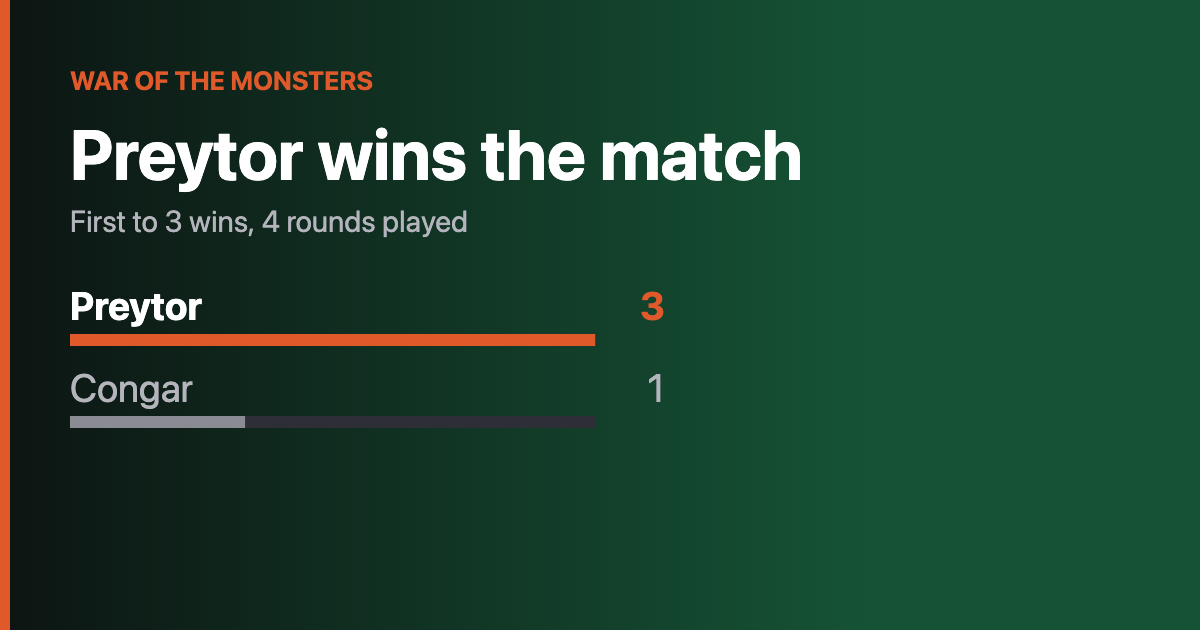 WAR OF THE MONSTERS
Preytor wins the match
First to 3 wins, 4 rounds played
Preytor 3
Congar 1